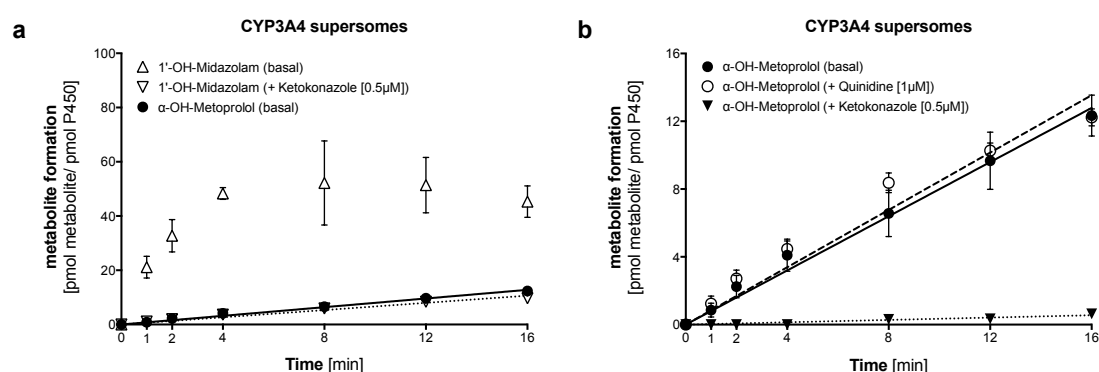 a
CYP3A4 supersomes
metabolite formation
[pmol metabolite/ pmol P450]
100
80
60
40
20
0
1'-OH-Midazolam (basal)
1'-OH-Midazolam (+ Ketokonazole [0.5µM])
α-OH-Metoprolol (basal)
0 1 2 4 8 12 16
Time [min]
b
CYP3A4 supersomes
metabolite formation
[pmol metabolite/ pmol P450]
16
12
8
4
0
α-OH-Metoprolol (basal)
α-OH-Metoprolol (+ Quinidine [1µM])
α-OH-Metoprolol (+ Ketokonazole [0.5µM])
0 1 2 4 8 12 16
Time [min]